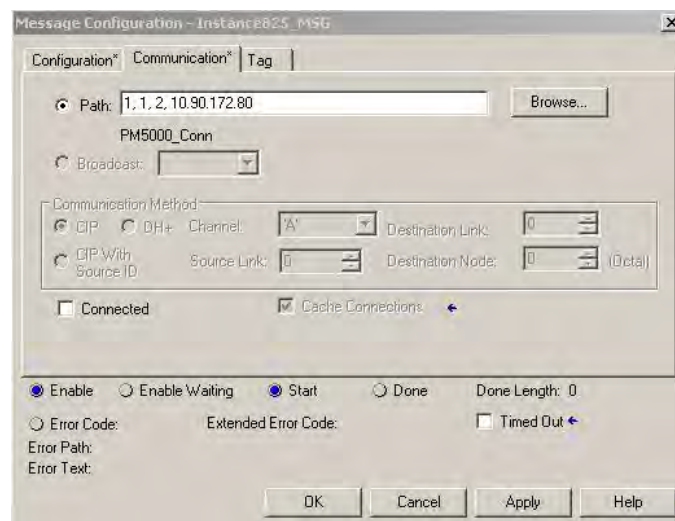 Message Configuration - Instance825_MSG
Configuration* Communication* Tag
Path: 1, 1, 2, 10.90.172.80 Browse...
PM5000_Conn
Broadcast:
Communication Method
CIP DH+ Channel: 'A' Destination Link: 0
CIP With Source ID Source Link: 0 Destination Node: 0 (Octal)
Connected Cache Connections ←
Enable Enable Waiting Start Done Done Length: 0
Error Code: Extended Error Code: Timed Out ←
Error Path:
Error Text:
OK Cancel Apply Help